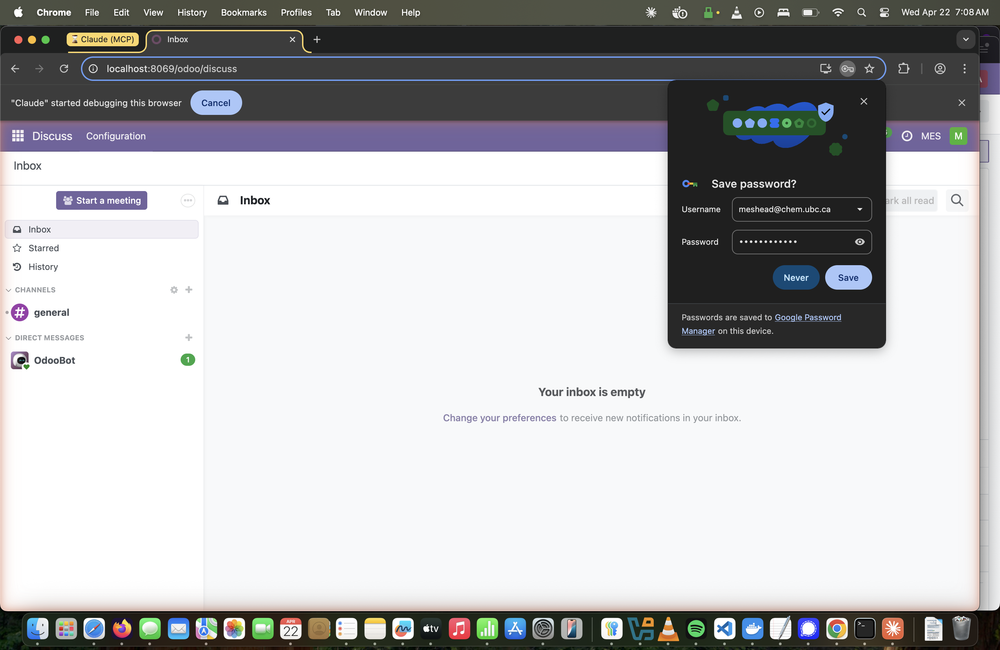 Chrome File Edit View History Bookmarks Profiles Tab Window Help Wed Apr 22 7:08 AM
Claude (MCP) Inbox
localhost:8069/odoo/discuss
"Claude" started debugging this browser Cancel
Discuss Configuration MES M
Inbox
Start a meeting
Inbox
Starred
History
CHANNELS
general
DIRECT MESSAGES
OdooBot 1
Inbox
ark all read
Your inbox is empty
Change your preferences to receive new notifications in your inbox.
Save password?
Username meshead@chem.ubc.ca
Password ••••••••••••
Never Save
Passwords are saved to Google Password
Manager on this device.
APR
22
tv